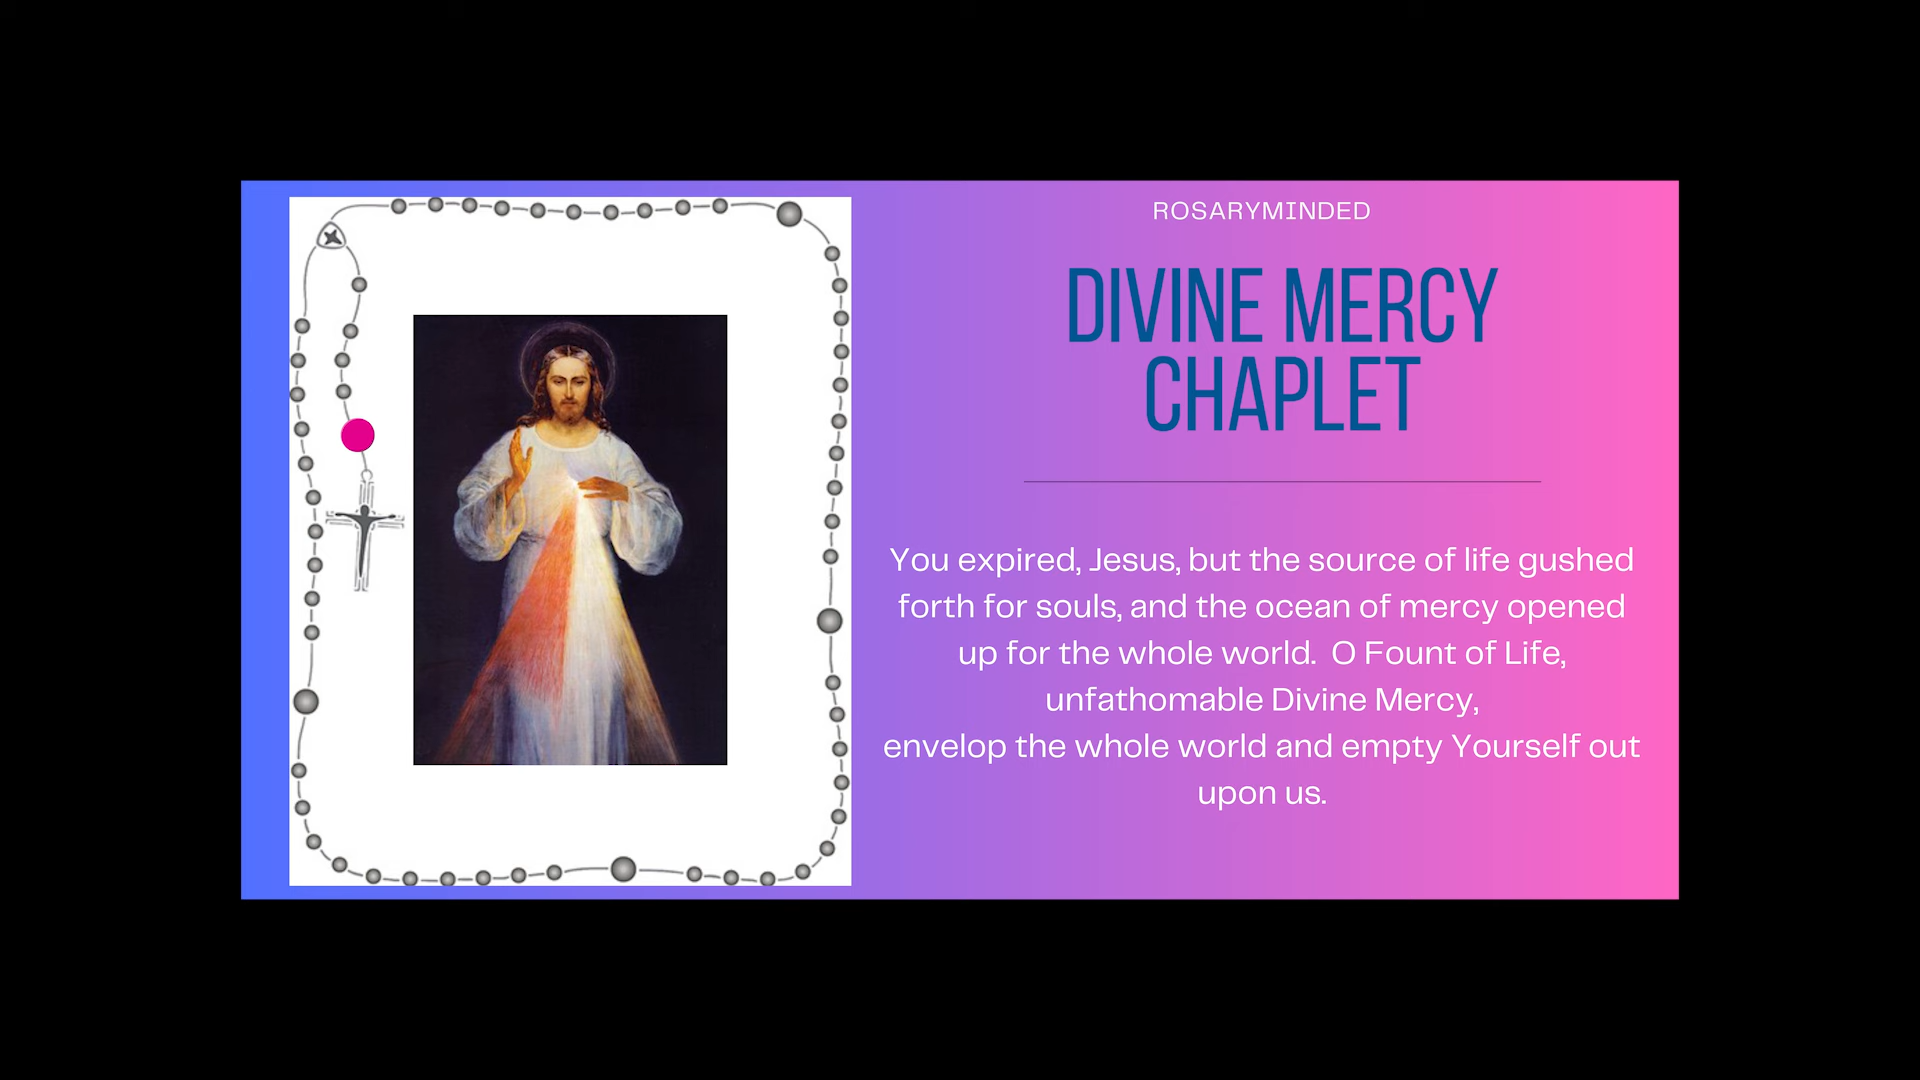 ROSARYMINDED
DIVINE MERCY
CHAPLET
You expired, Jesus, but the source of life gushed
forth for souls, and the ocean of mercy opened
up for the whole world.  O Fount of Life,
unfathomable Divine Mercy,
envelop the whole world and empty Yourself out
upon us.